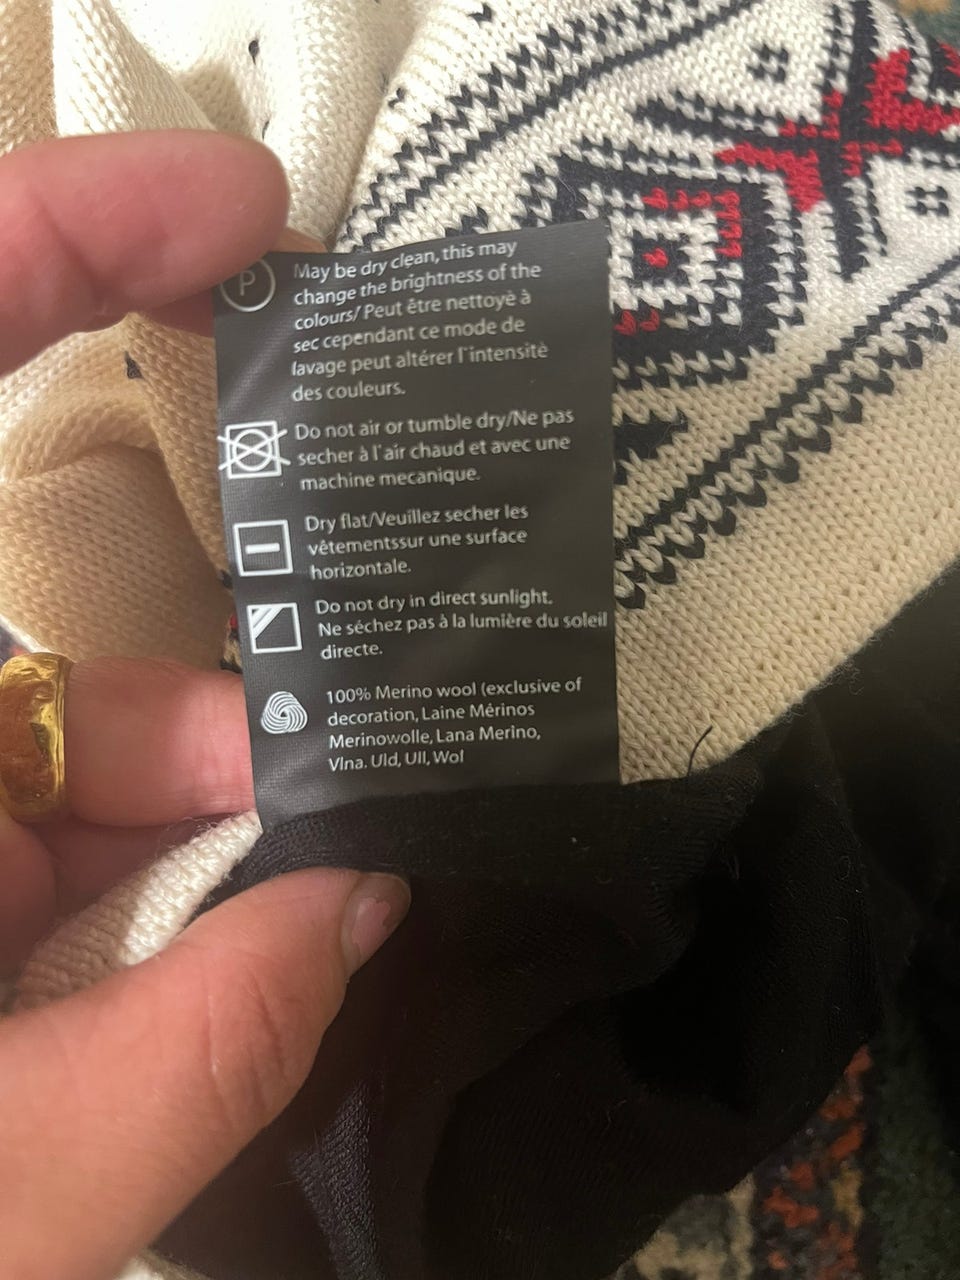 P
May be dry clean, this may
change the brightness of the
colours/ Peut être nettoyè à
sec cependant ce mode de
lavage peut altérer l'intensitè
des couleurs.
Do not air or tumble dry/Ne pas
secher à l'air chaud et avec une
machine mecanique.
Dry flat/Veuillez secher les
vêtementssur une surface
horizontale.
Do not dry in direct sunlight.
Ne séchez pas à la lumière du soleil
directe.
100% Merino wool (exclusive of
decoration, Laine Mérinos
Merinowolle, Lana Merino,
Vlna. Uld, Ull, Wol